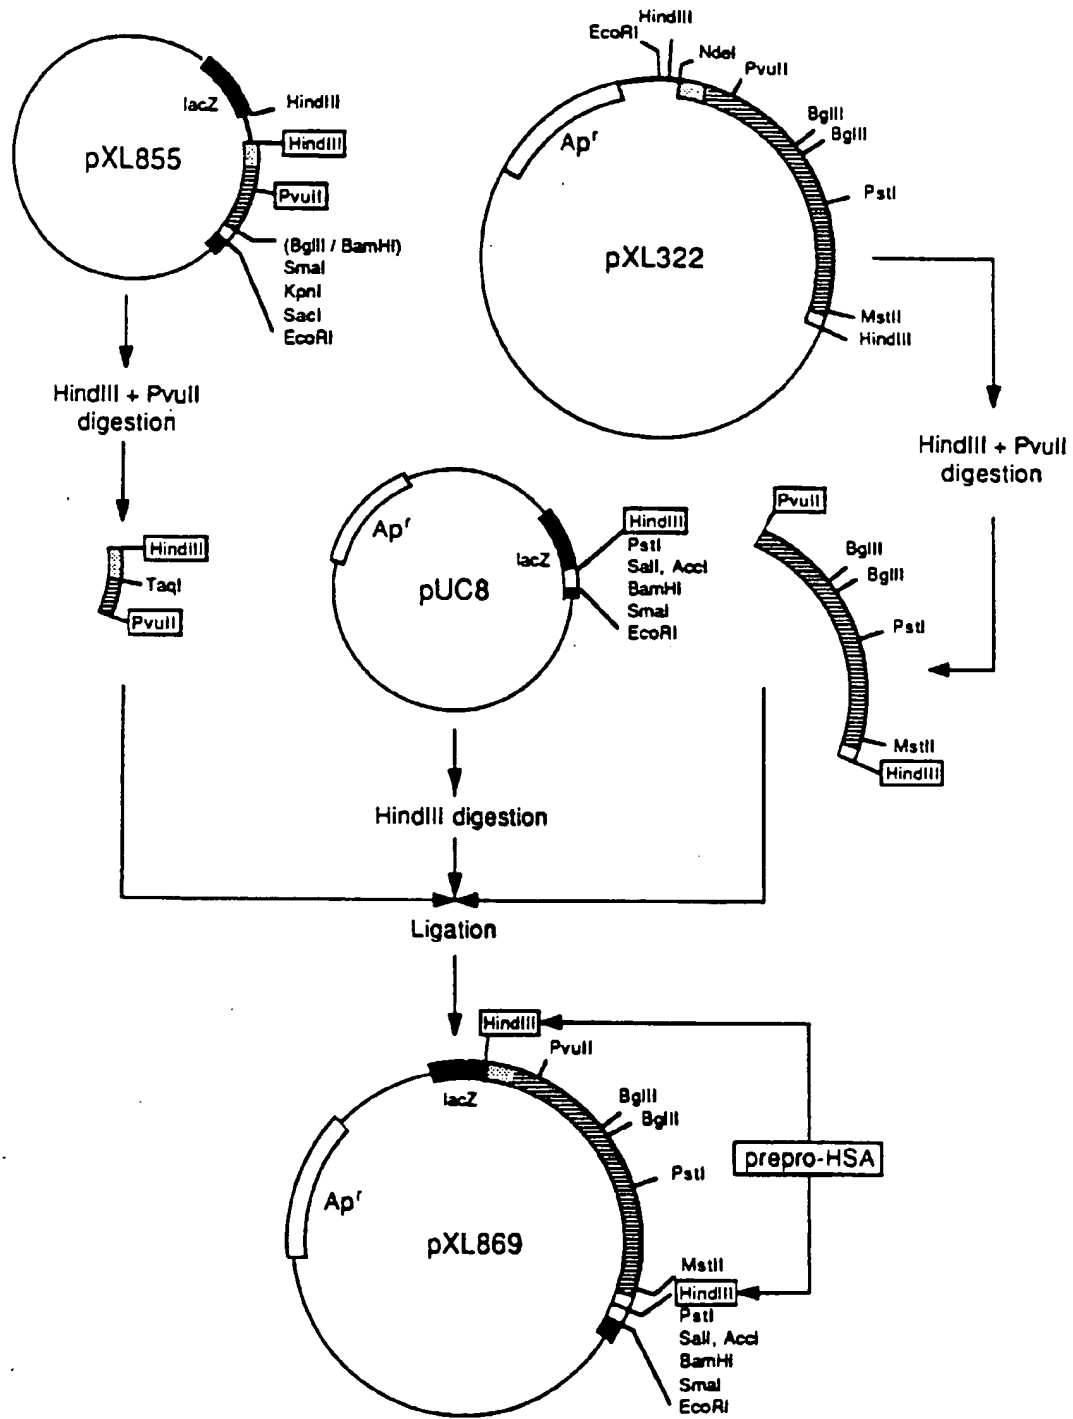 pXL855
lacZ
HindIII
HindIII
PvuII
(BglII / BamHI)
SmaI
KpnI
SacI
EcoRI
HindIII + PvuII
digestion
HindIII
TaqI
PvuII
EcoRI
HindIII
NdeI
PvuII
BglII
BglII
PstI
Apr
pXL322
MstII
HindIII
HindIII + PvuII
digestion
PvuII
BglII
BglII
PstI
MstII
HindIII
Apr
lacZ
pUC8
HindIII
PstI
SalI, AccI
BamHI
SmaI
EcoRI
HindIII digestion
Ligation
HindIII
PvuII
lacZ
BglII
BglII
PstI
prepro-HSA
Apr
pXL869
MstII
HindIII
PstI
SalI, AccI
BamHI
SmaI
EcoRI